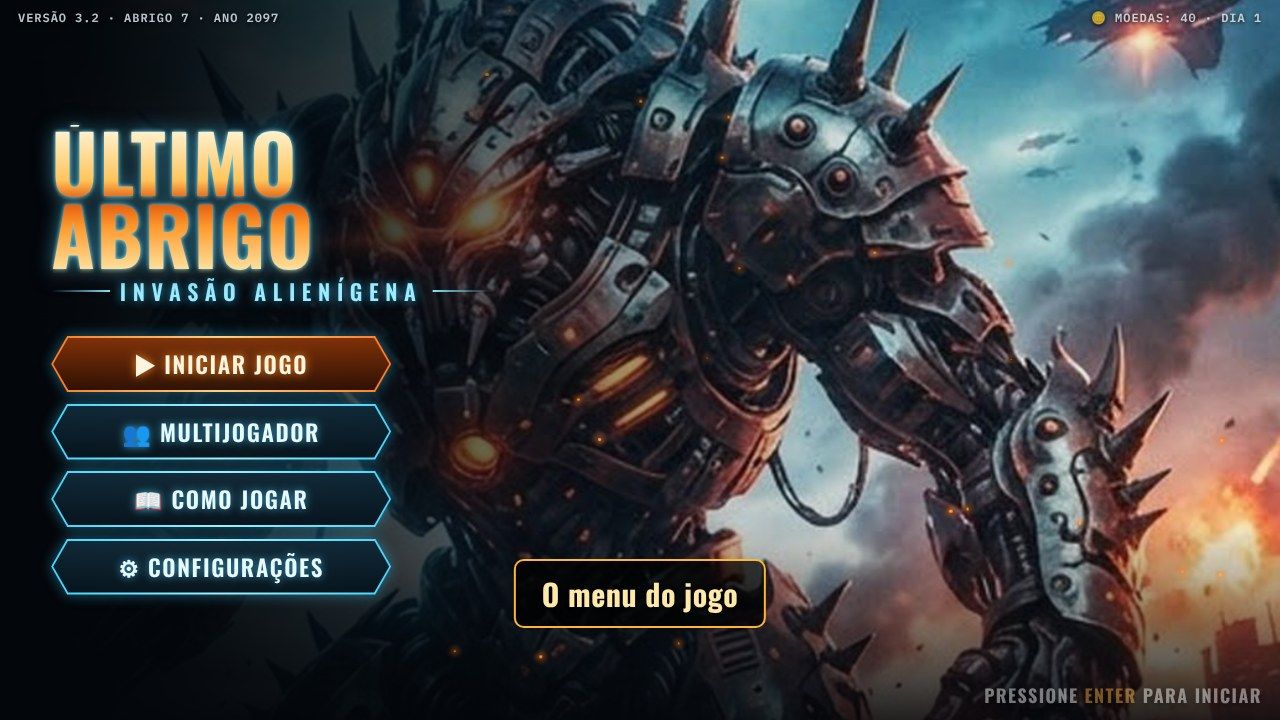 VERSÃO 3.2 · ABRIGO 7 · ANO 2097
MOEDAS: 40 · DIA 1
ÚLTIMO
ABRIGO
INVASÃO ALIENÍGENA
INICIAR JOGO
MULTIJOGADOR
COMO JOGAR
CONFIGURAÇÕES
O menu do jogo
PRESSIONE ENTER PARA INICIAR